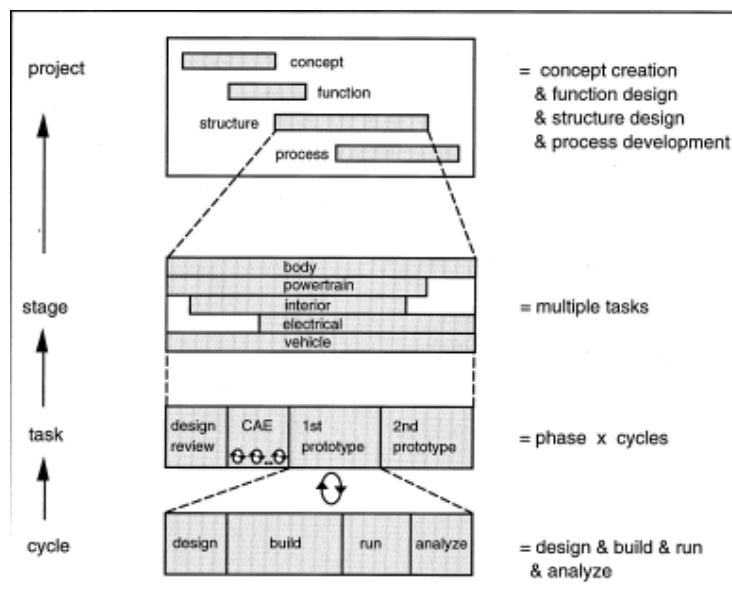 project
concept
function
structure
process
= concept creation
& function design
& structure design
& process development
stage
body
powertrain
interior
electrical
vehicle
= multiple tasks
task
design
review
CAE
1st
prototype
2nd
prototype
= phase x cycles
cycle
design
build
run
analyze
= design & build & run
& analyze